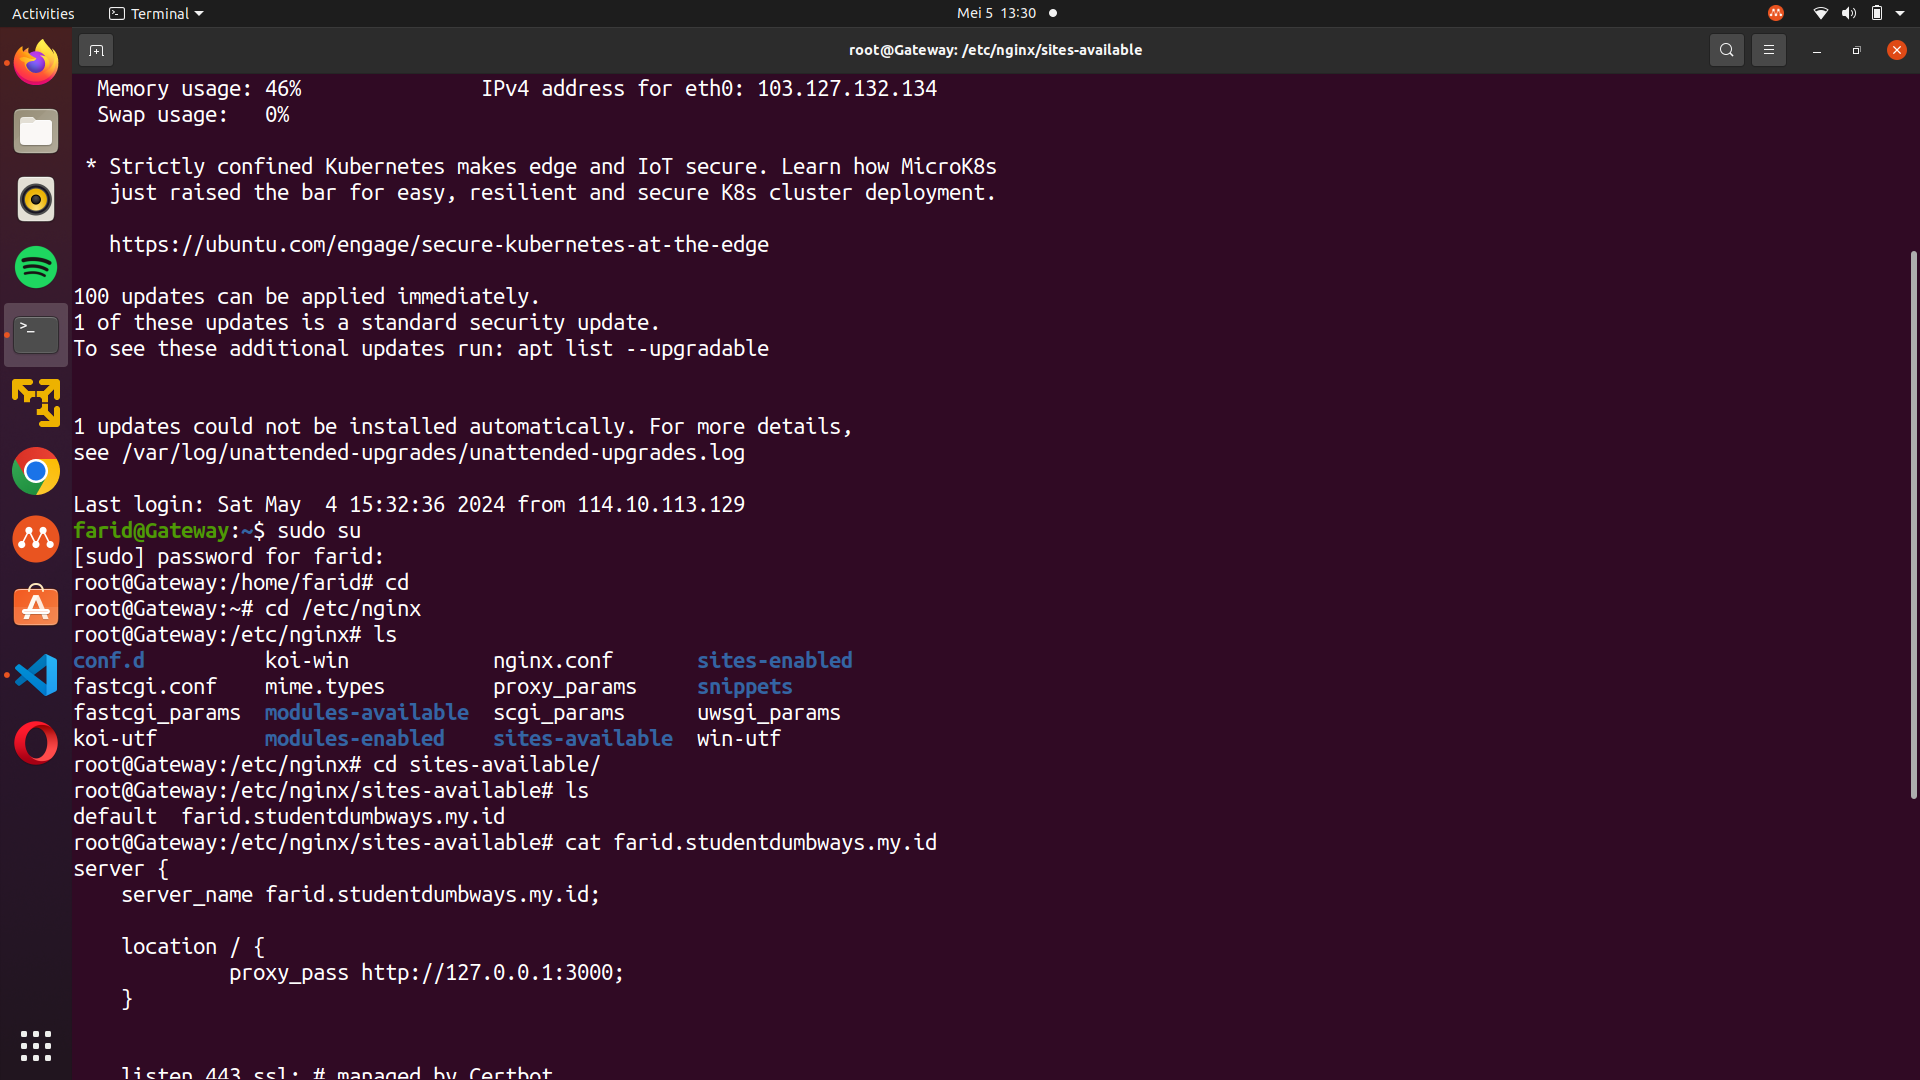 Activities
Terminal
Mei 5 13:30
root@Gateway: /etc/nginx/sites-available
Memory usage: 46% IPv4 address for eth0: 103.127.132.134
Swap usage: 0%
* Strictly confined Kubernetes makes edge and IoT secure. Learn how MicroK8s
just raised the bar for easy, resilient and secure K8s cluster deployment.
https://ubuntu.com/engage/secure-kubernetes-at-the-edge
100 updates can be applied immediately.
1 of these updates is a standard security update.
To see these additional updates run: apt list --upgradable
1 updates could not be installed automatically. For more details,
see /var/log/unattended-upgrades/unattended-upgrades.log
Last login: Sat May  4 15:32:36 2024 from 114.10.113.129
farid@Gateway:~$ sudo su
[sudo] password for farid:
root@Gateway:/home/farid# cd
root@Gateway:~# cd /etc/nginx
root@Gateway:/etc/nginx# ls
conf.d koi-win nginx.conf sites-enabled
fastcgi.conf mime.types proxy_params snippets
fastcgi_params modules-available scgi_params uwsgi_params
koi-utf modules-enabled sites-available win-utf
root@Gateway:/etc/nginx# cd sites-available/
root@Gateway:/etc/nginx/sites-available# ls
default farid.studentdumbways.my.id
root@Gateway:/etc/nginx/sites-available# cat farid.studentdumbways.my.id
server {
server_name farid.studentdumbways.my.id;
location / {
proxy_pass http://127.0.0.1:3000;
}
listen 443 ssl; # managed by Certbot